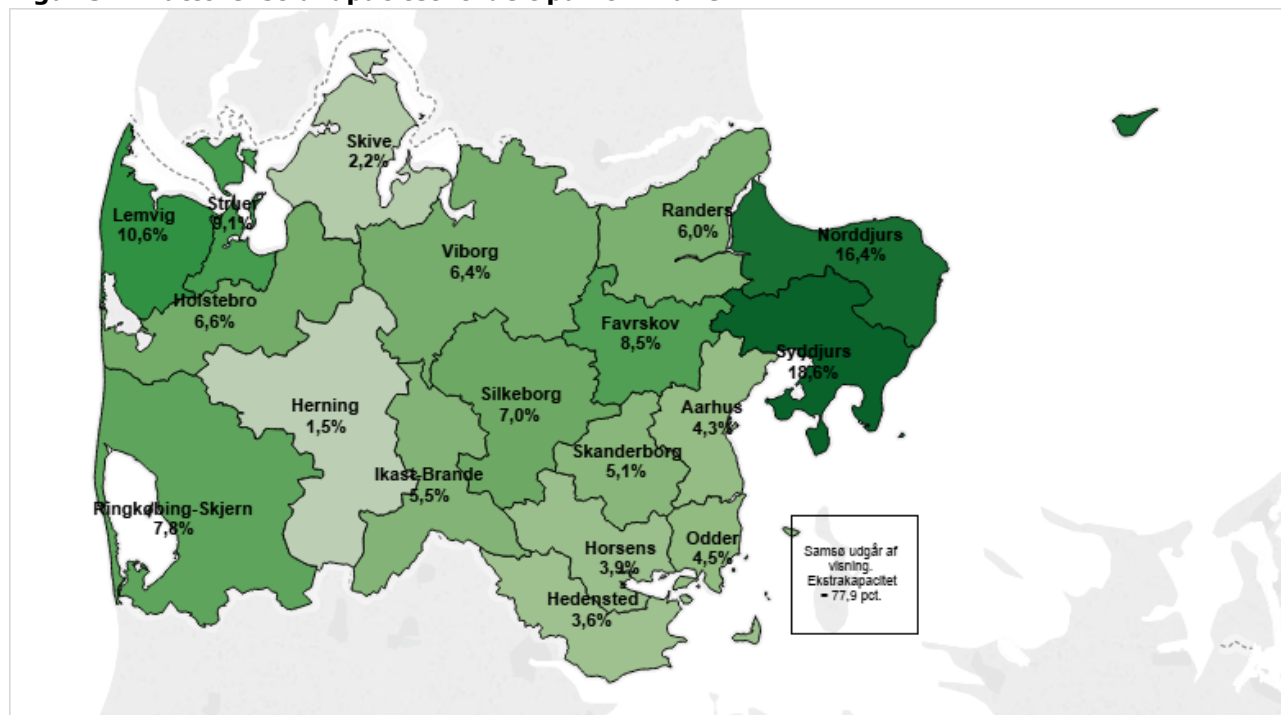 Skive
2,2%
Lemvig
10,6%
Struer
9,1%
Randers
6,0%
Norddjurs
16,4%
Viborg
6,4%
Holstebro
6,6%
Favrskov
8,5%
Syddjurs
18,6%
Herning
1,5%
Silkeborg
7,0%
Aarhus
4,3%
Skanderborg
5,1%
Ikast-Brande
5,5%
Ringkøbing-Skjern
7,8%
Horsens
3,9%
Odder
4,5%
Samsø udgår af
visning.
Ekstrakapacitet
= 77,9 pct.
Hedensted
3,6%